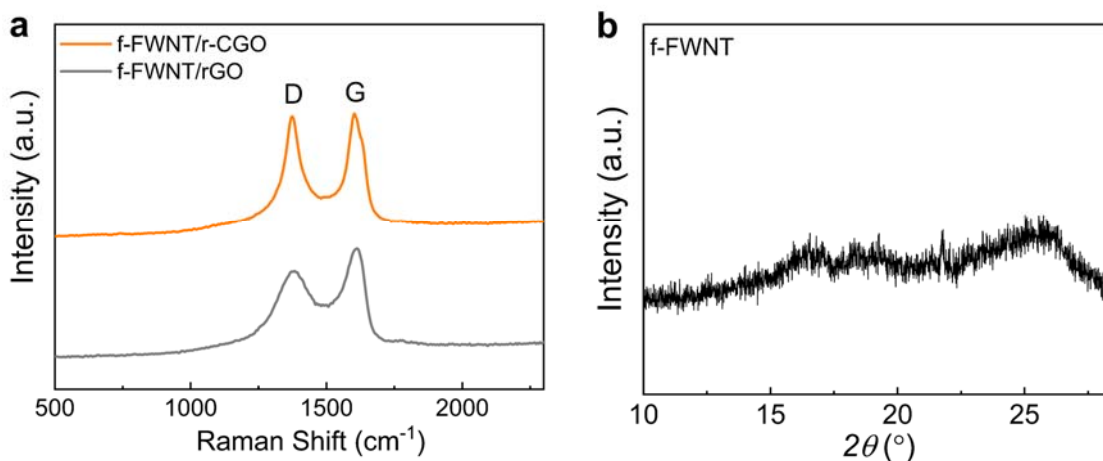 a
f-FWNT/r-CGO
f-FWNT/rGO
D
G
Intensity (a.u.)
500
1000
1500
2000
Raman Shift (cm⁻¹)
b
f-FWNT
Intensity (a.u.)
10
15
20
25
2θ (°)